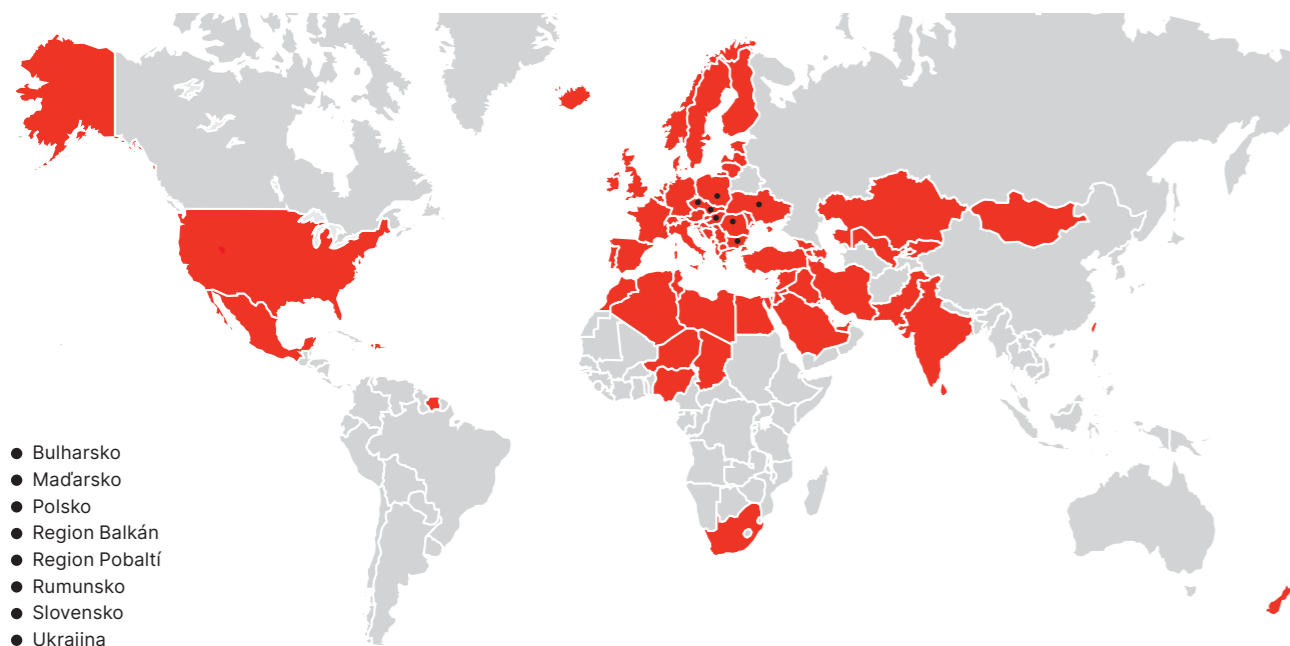 Bulharsko
Maďarsko
Polsko
Region Balkán
Region Pobaltí
Rumunsko
Slovensko
Ukrajina